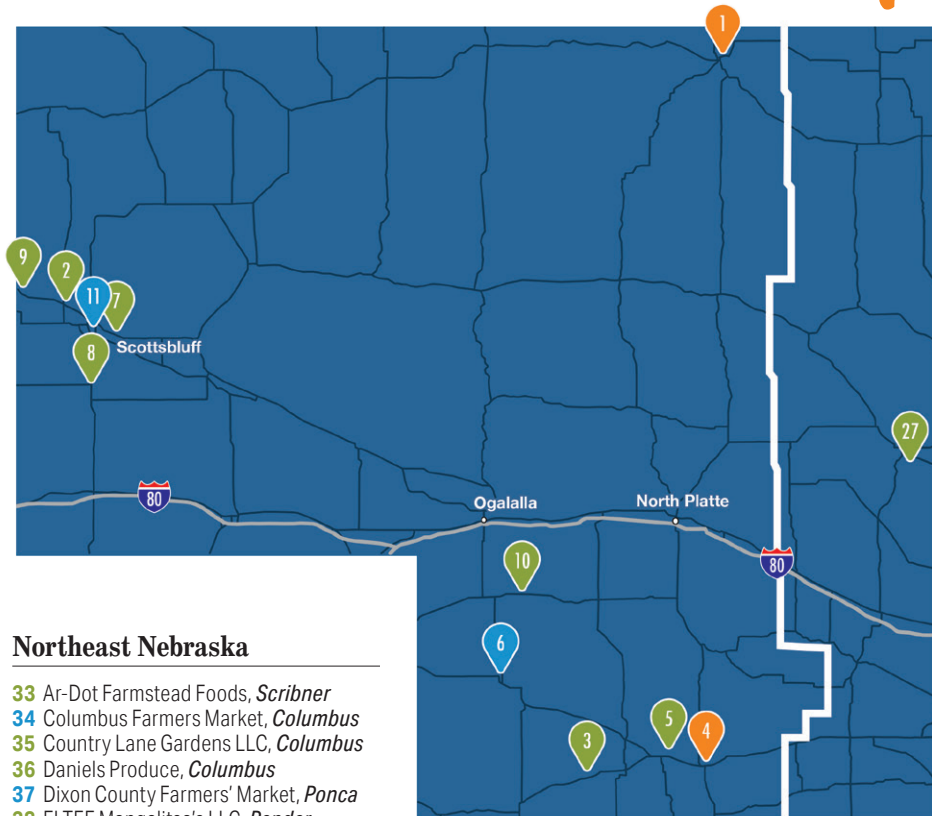 1
9
2
11
7
8
Scottsbluff
27
80
Ogalalla
North Platte
10
80
6
5
4
3
Northeast Nebraska
33 Ar-Dot Farmstead Foods, Scribner
34 Columbus Farmers Market, Columbus
35 Country Lane Gardens LLC, Columbus
36 Daniels Produce, Columbus
37 Dixon County Farmers' Market, Ponca